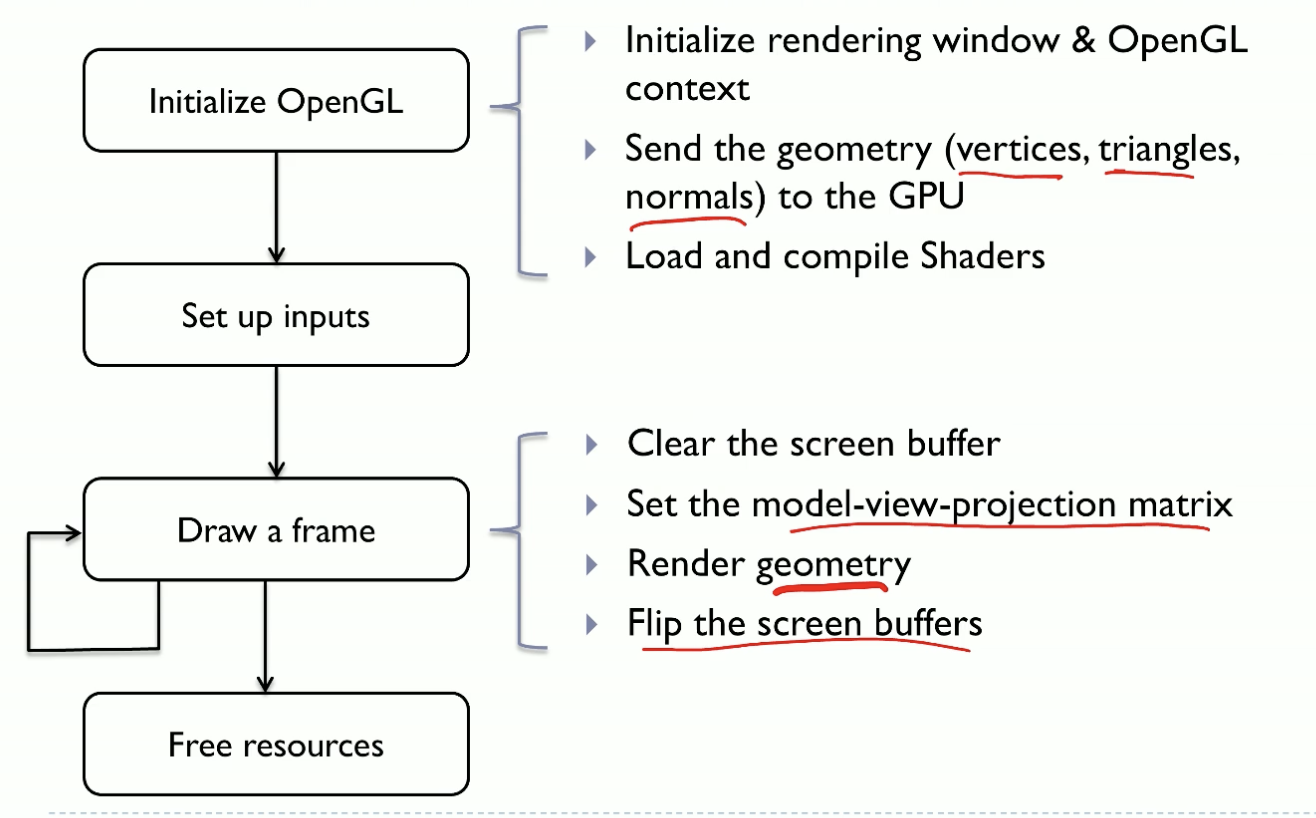 Initialize OpenGL
Initialize rendering window & OpenGL
context
Send the geometry (vertices, triangles,
normals) to the GPU
Load and compile Shaders
Set up inputs
Draw a frame
Clear the screen buffer
Set the model-view-projection matrix
Render geometry
Flip the screen buffers
Free resources